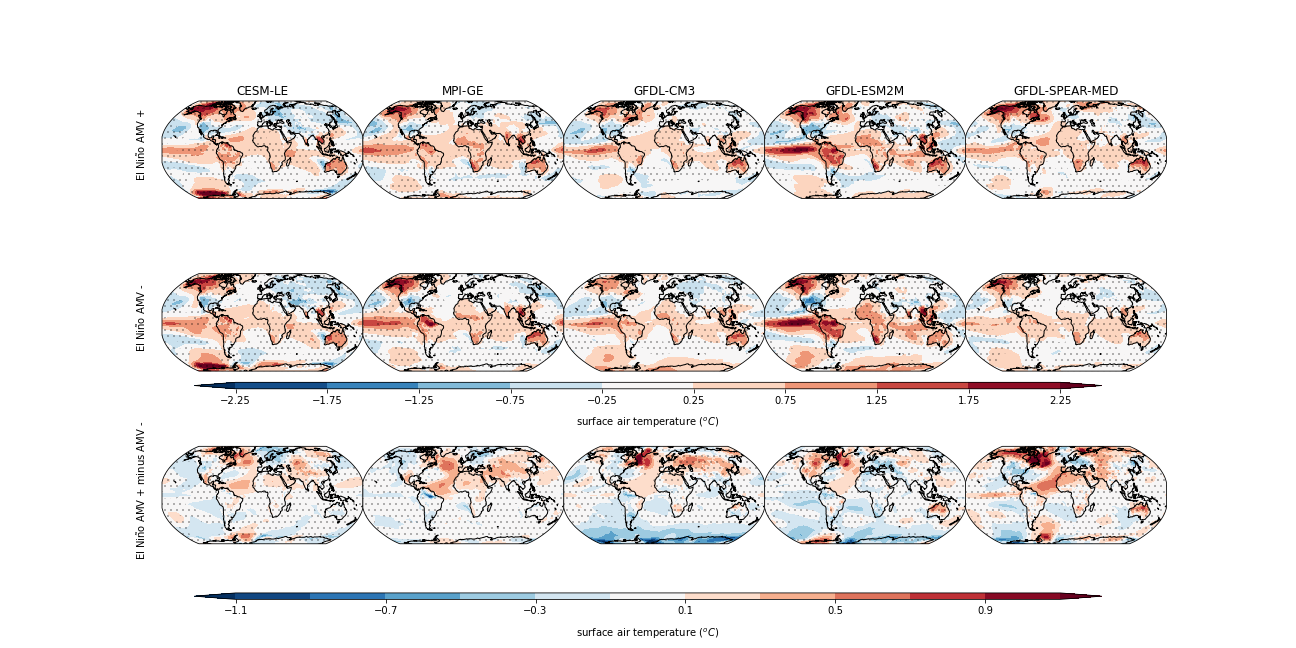 CESM-LE MPI-GE GFDL-CM3 GFDL-ESM2M GFDL-SPEAR-MED
El Niño AMV +
El Niño AMV -
−2.25 −1.75 −1.25 −0.75 −0.25 0.25 0.75 1.25 1.75 2.25
surface air temperature (°C)
El Niño AMV + minus AMV -
−1.1 −0.7 −0.3 0.1 0.5 0.9
surface air temperature (°C)